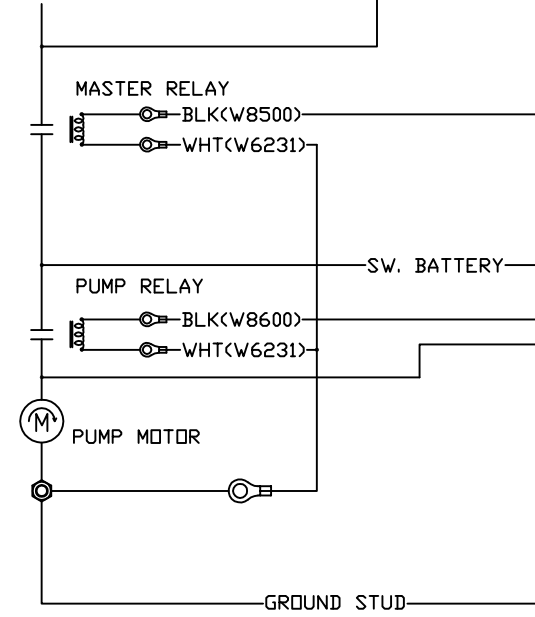 MASTER RELAY
BLK(W8500)
WHT(W6231)
SW. BATTERY
PUMP RELAY
BLK(W8600)
WHT(W6231)
M
PUMP MOTOR
GROUND STUD